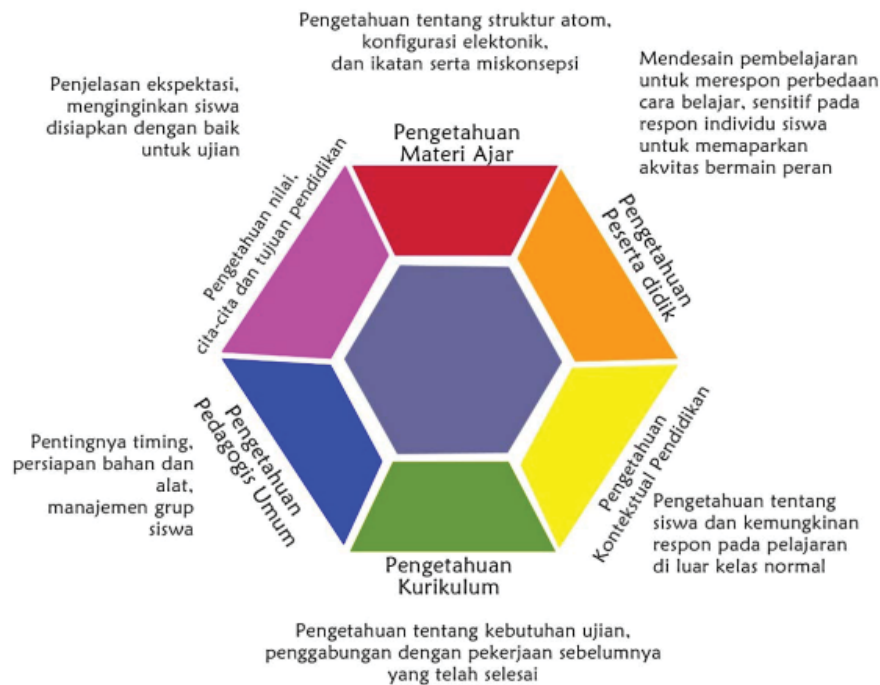 Pengetahuan tentang struktur atom,
konfigurasi elektonik,
dan ikatan serta miskonsepsi
Pengetahuan
Materi Ajar
Mendesain pembelajaran
untuk merespon perbedaan
cara belajar, sensitif pada
respon individu siswa
untuk memaparkan
akvitas bermain peran
Pengetahuan
Peserta didik
Pengetahuan
Kontekstual Pendidikan
Pengetahuan tentang
siswa dan kemungkinan
respon pada pelajaran
di luar kelas normal
Pengetahuan
Kurikulum
Pengetahuan tentang kebutuhan ujian,
penggabungan dengan pekerjaan sebelumnya
yang telah selesai
Pengetahuan
Pedagogis Umum
Pentingnya timing,
persiapan bahan dan
alat,
manajemen grup
siswa
Pengetahuan nilai,
cita-cita dan tujuan pendidikan
Penjelasan ekspektasi,
menginginkan siswa
disiapkan dengan baik
untuk ujian